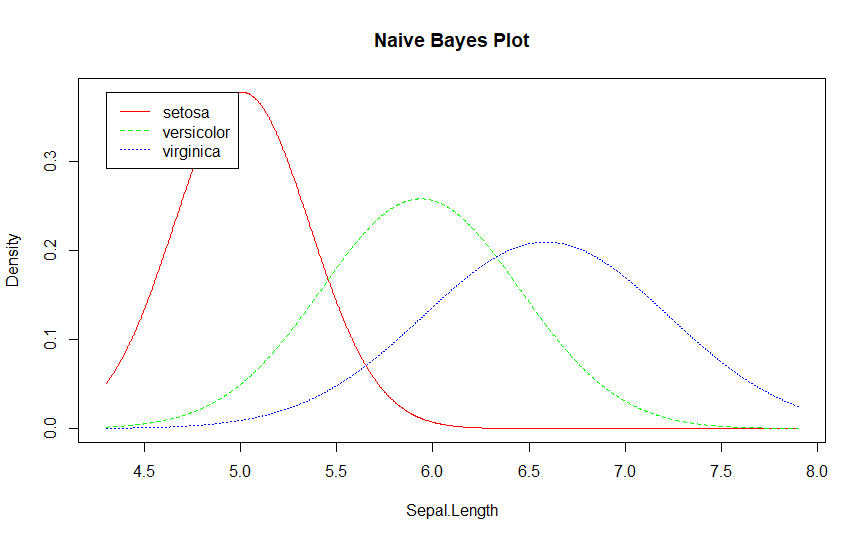 Naive Bayes Plot
setosa
versicolor
virginica
Density
0.0
0.1
0.2
0.3
4.5 5.0 5.5 6.0 6.5 7.0 7.5 8.0
Sepal.Length